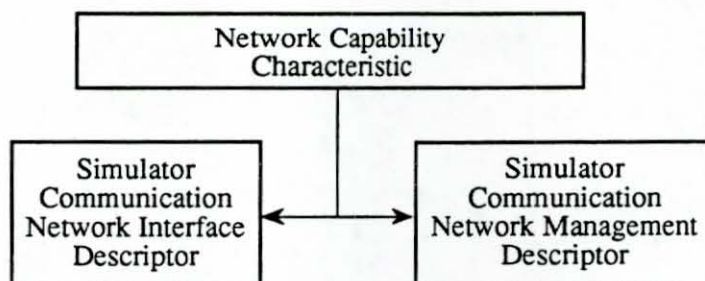 Network Capability
Characteristic
Simulator
Communication
Network Interface
Descriptor
Simulator
Communication
Network Management
Descriptor